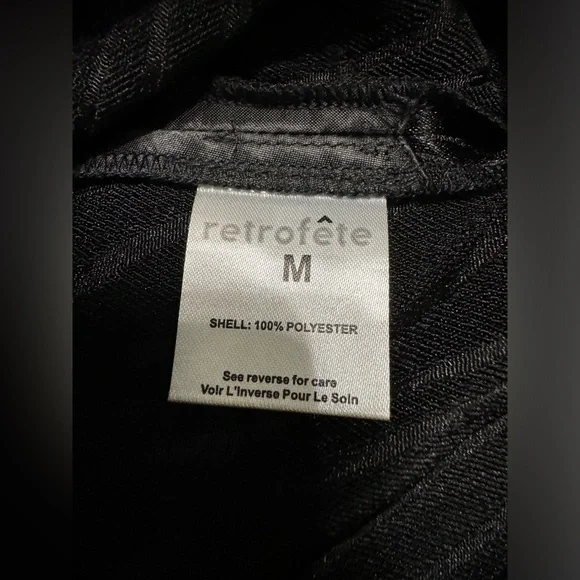 retrofête
M
SHELL: 100% POLYESTER
See reverse for care
Voir L'Inverse Pour Le Soin